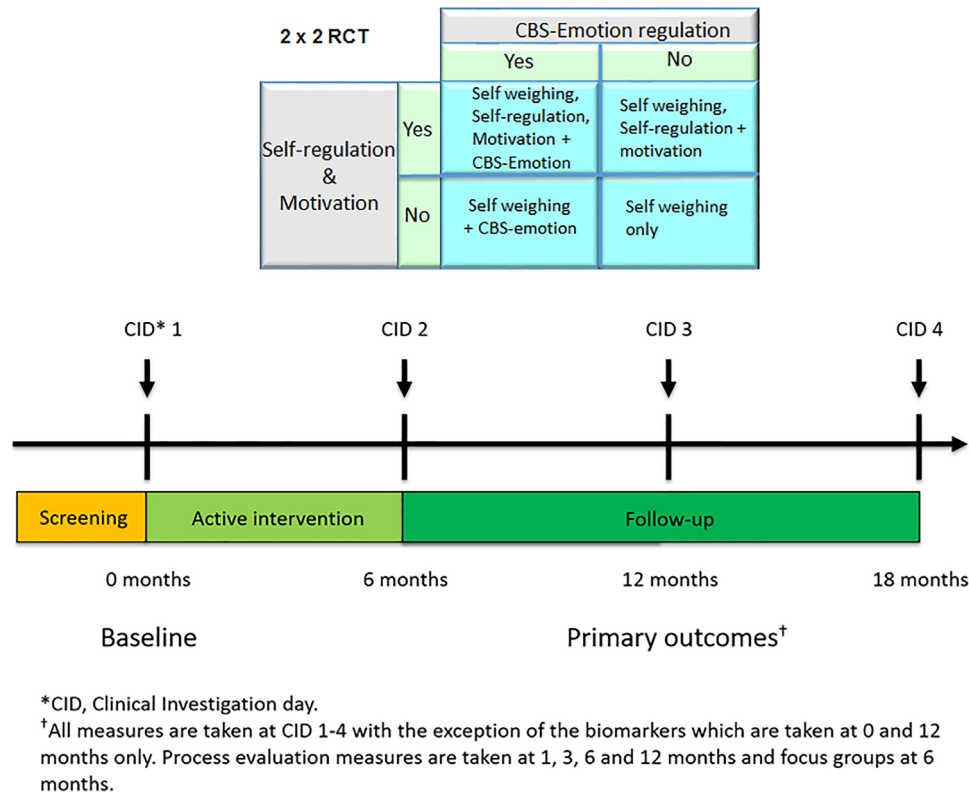 2 x 2 RCT
CBS-Emotion regulation
Yes
No
Self-regulation
&
Motivation
Yes
Self weighing,
Self-regulation,
Motivation +
CBS-Emotion
Self weighing,
Self-regulation +
motivation
No
Self weighing
+ CBS-emotion
Self weighing
only
CID* 1
CID 2
CID 3
CID 4
Screening
Active intervention
Follow-up
0 months
6 months
12 months
18 months
Baseline
Primary outcomes†
*CID, Clinical Investigation day.
†All measures are taken at CID 1-4 with the exception of the biomarkers which are taken at 0 and 12
months only. Process evaluation measures are taken at 1, 3, 6 and 12 months and focus groups at 6
months.